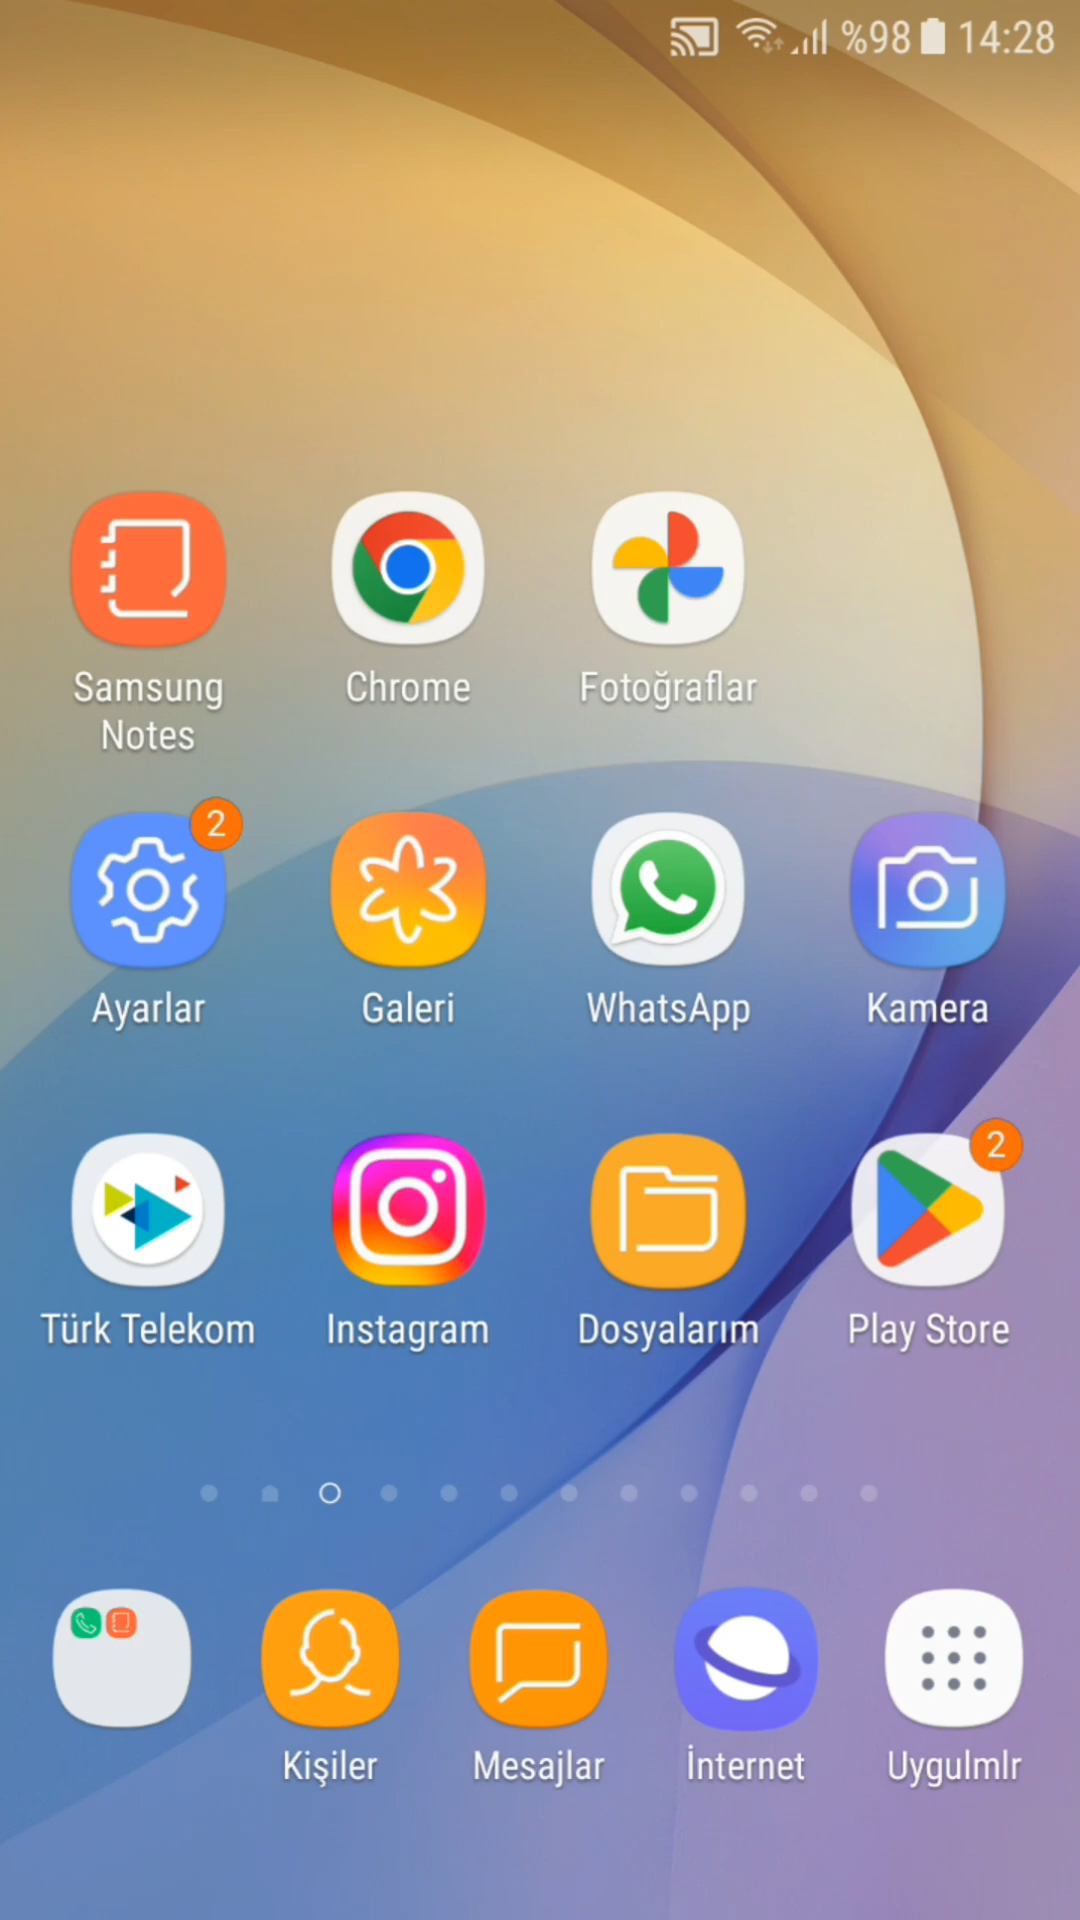 %98 14:28
Samsung
Notes
Chrome
Fotoğraflar
2
Ayarlar
Galeri
WhatsApp
Kamera
2
Türk Telekom
Instagram
Dosyalarım
Play Store
Kişiler
Mesajlar
İnternet
Uygulmlr